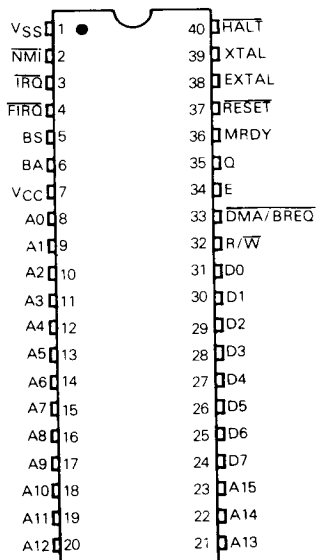 VSS 1 40 HALT
NMI 2 39 XTAL
IRQ 3 38 EXTAL
FIRQ 4 37 RESET
BS 5 36 MRDY
BA 6 35 Q
VCC 7 34 E
A0 8 33 DMA/BREQ
A1 9 32 R/W
A2 10 31 D0
A3 11 30 D1
A4 12 29 D2
A5 13 28 D3
A6 14 27 D4
A7 15 26 D5
A8 16 25 D6
A9 17 24 D7
A10 18 23 A15
A11 19 22 A14
A12 20 21 A13